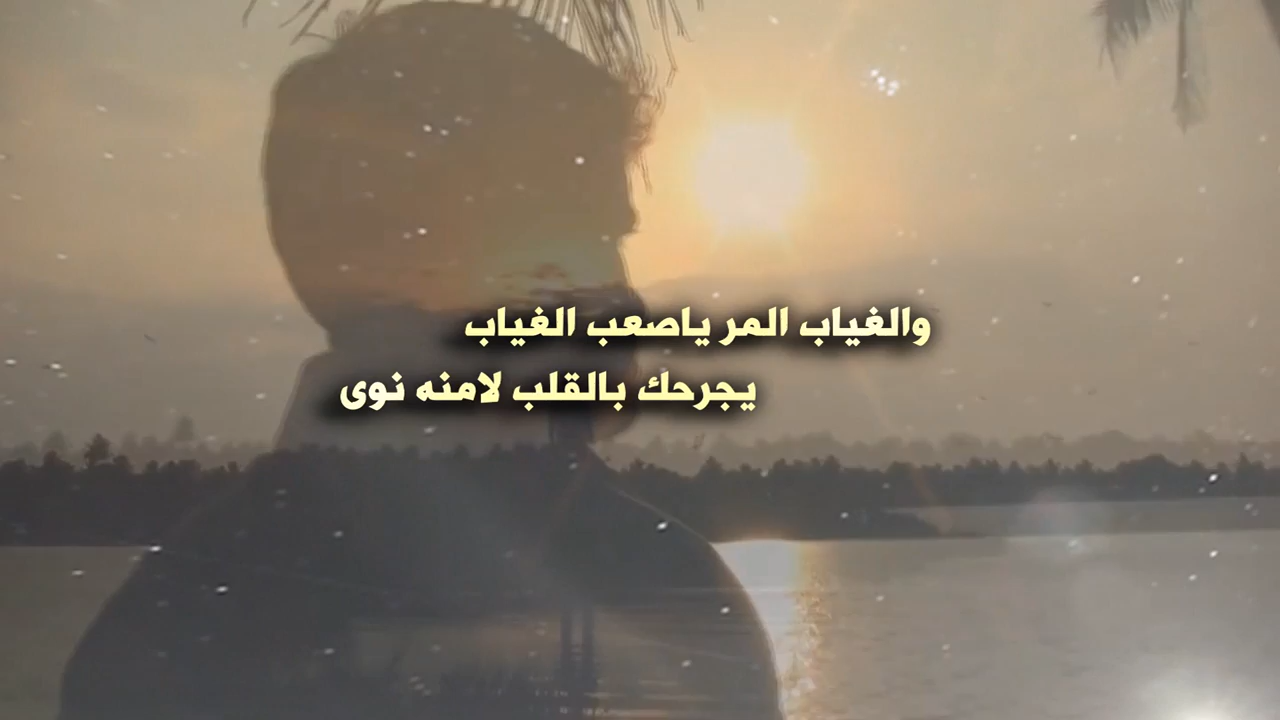 والغياب المر ياصعب الغياب
يجرحك بالقلب لامنه نوى